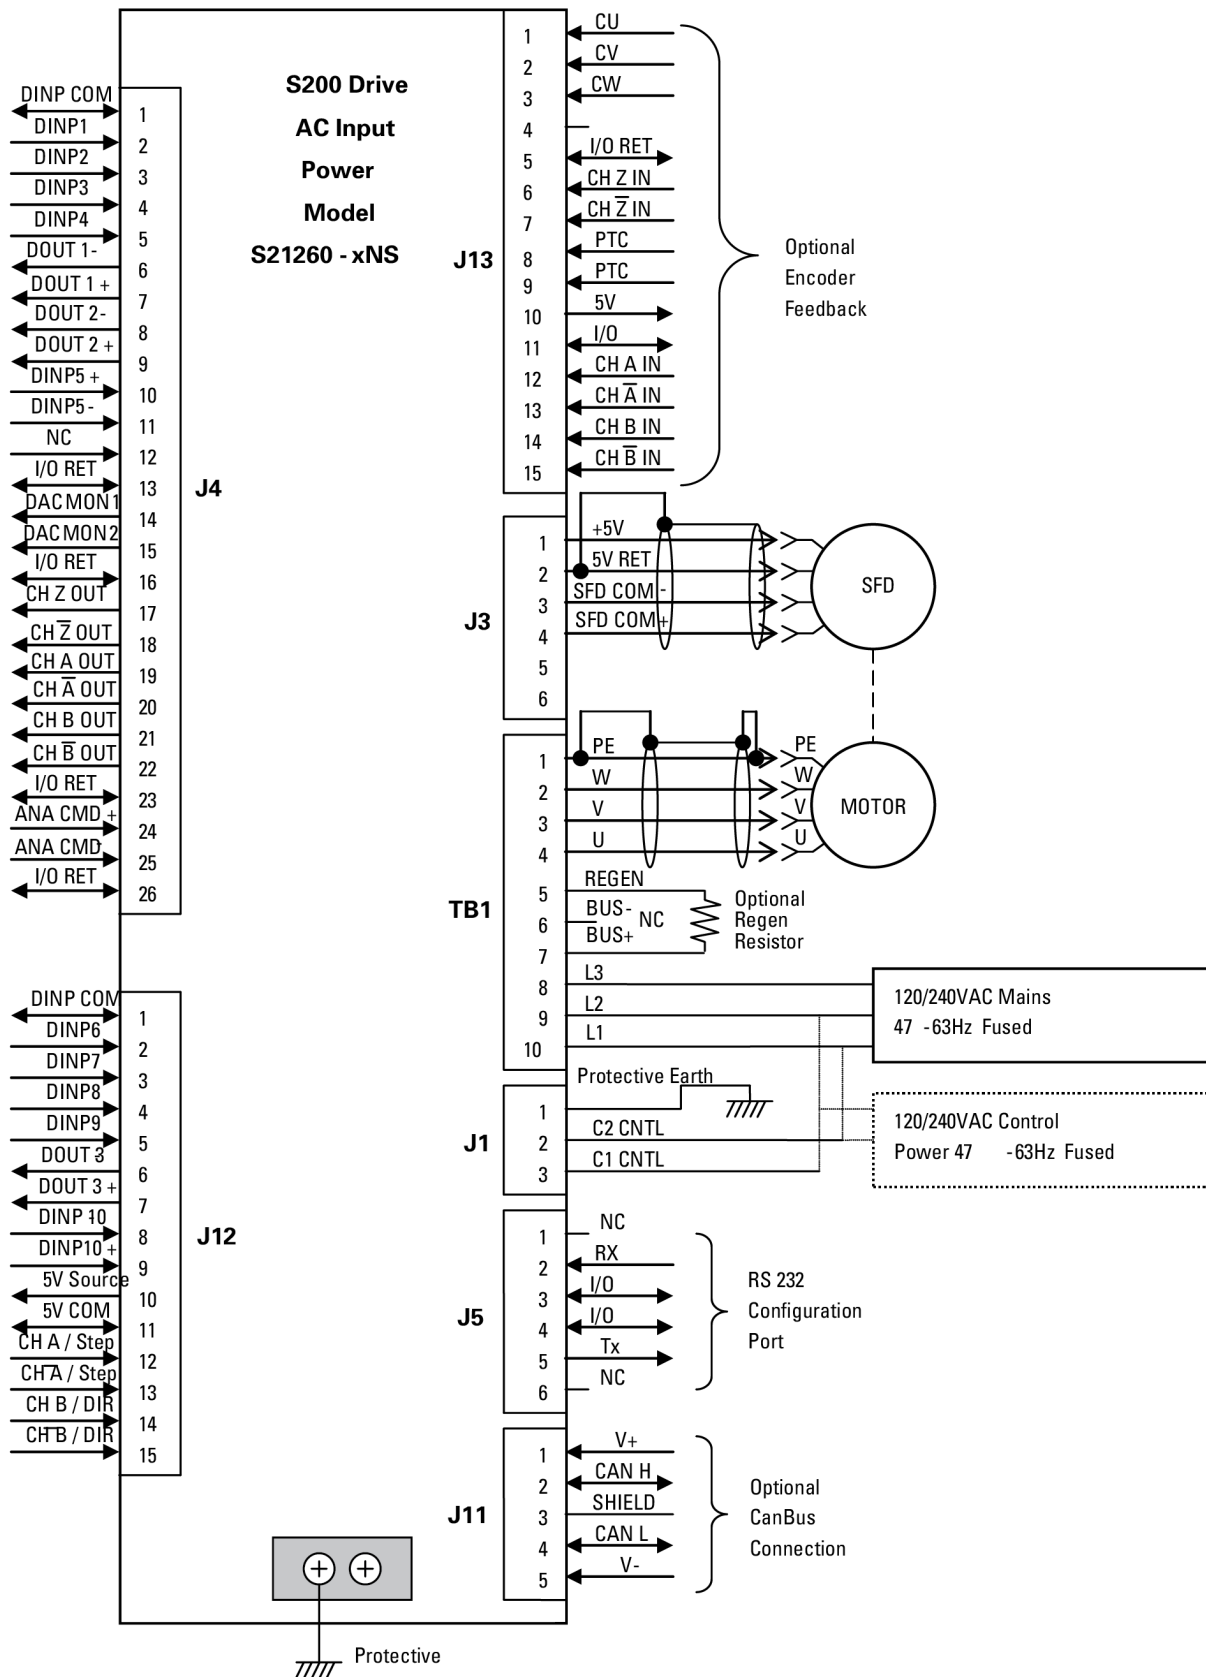 S200 Drive
AC Input
Power
Model
S21260 - xNS
J4
DINP COM 1
DINP1 2
DINP2 3
DINP3 4
DINP4 5
DOUT 1- 6
DOUT 1 + 7
DOUT 2- 8
DOUT 2 + 9
DINP5 + 10
DINP5 - 11
NC 12
I/O RET 13
DAC MON 1 14
DAC MON 2 15
I/O RET 16
CH Z OUT 17
CH Z̅ OUT 18
CH A OUT 19
CH A̅ OUT 20
CH B OUT 21
CH B̅ OUT 22
I/O RET 23
ANA CMD + 24
ANA CMD- 25
I/O RET 26
J12
DINP COM 1
DINP6 2
DINP7 3
DINP8 4
DINP9 5
DOUT 3- 6
DOUT 3 + 7
DINP -10 8
DINP10 + 9
5V Source 10
5V COM 11
CH A / Step 12
CH A̅ / Step 13
CH B / DIR 14
CH B̅ / DIR 15
J13
1 CU
2 CV
3 CW
4
5 I/O RET
6 CH Z IN
7 CH Z̅ IN
8 PTC
9 PTC
10 5V
11 I/O
12 CH A IN
13 CH A̅ IN
14 CH B IN
15 CH B̅ IN
Optional
Encoder
Feedback
J3
1 +5V
2 5V RET
3 SFD COM -
4 SFD COM +
5
6
SFD
TB1
1 PE PE
2 W W
3 V V
4 U U
MOTOR
5 REGEN
6 BUS- NC
7 BUS+
Optional
Regen
Resistor
8 L3
9 L2
10 L1
120/240VAC Mains
47 -63Hz Fused
J1
1 Protective Earth
2 C2 CNTL
3 C1 CNTL
120/240VAC Control
Power 47 -63Hz Fused
J5
1 NC
2 RX
3 I/O
4 I/O
5 Tx
6 NC
RS 232
Configuration
Port
J11
1 V+
2 CAN H
3 SHIELD
4 CAN L
5 V-
Optional
CanBus
Connection
Protective